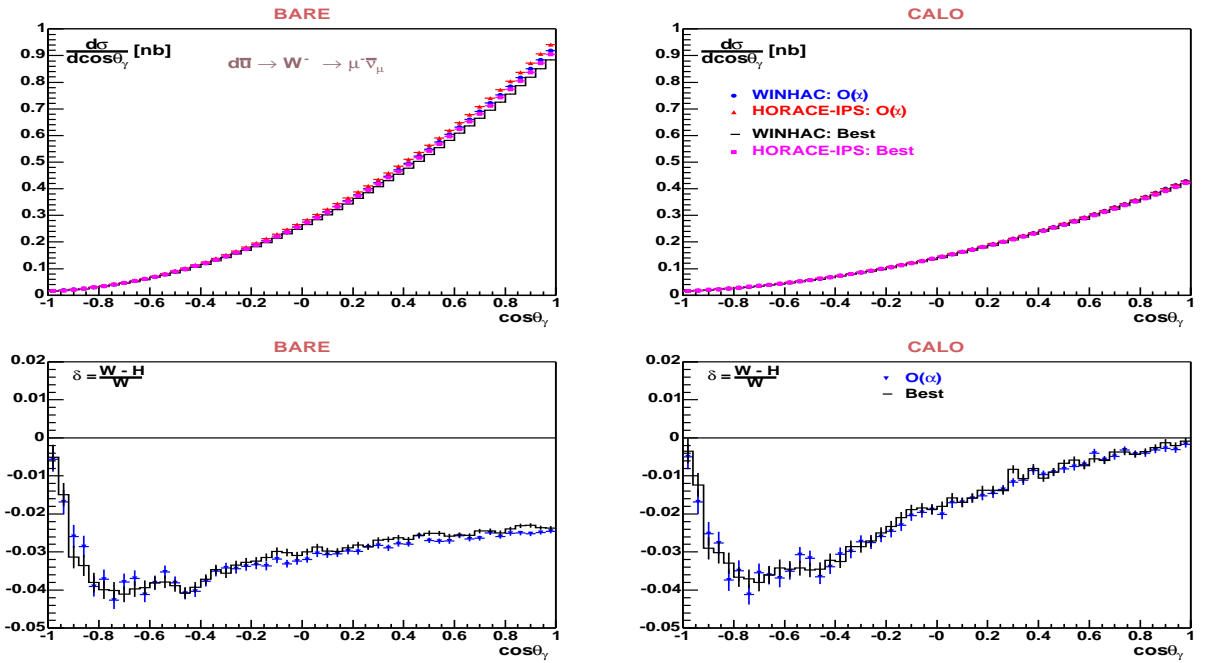 BARE
dσ/dcosθγ [nb]
dū → W⁻ → μ⁻ν̄μ
1
0.9
0.8
0.7
0.6
0.5
0.4
0.3
0.2
0.1
0
-1 -0.8 -0.6 -0.4 -0.2 -0 0.2 0.4 0.6 0.8 1
cosθγ
CALO
dσ/dcosθγ [nb]
WINHAC: O(α)
HORACE-IPS: O(α)
WINHAC: Best
HORACE-IPS: Best
1
0.9
0.8
0.7
0.6
0.5
0.4
0.3
0.2
0.1
0
-1 -0.8 -0.6 -0.4 -0.2 -0 0.2 0.4 0.6 0.8 1
cosθγ
BARE
δ = W - H / W
0.02
0.01
0
-0.01
-0.02
-0.03
-0.04
-0.05
-1 -0.8 -0.6 -0.4 -0.2 -0 0.2 0.4 0.6 0.8 1
cosθγ
CALO
δ = W - H / W
O(α)
Best
0.02
0.01
0
-0.01
-0.02
-0.03
-0.04
-0.05
-1 -0.8 -0.6 -0.4 -0.2 -0 0.2 0.4 0.6 0.8 1
cosθγ